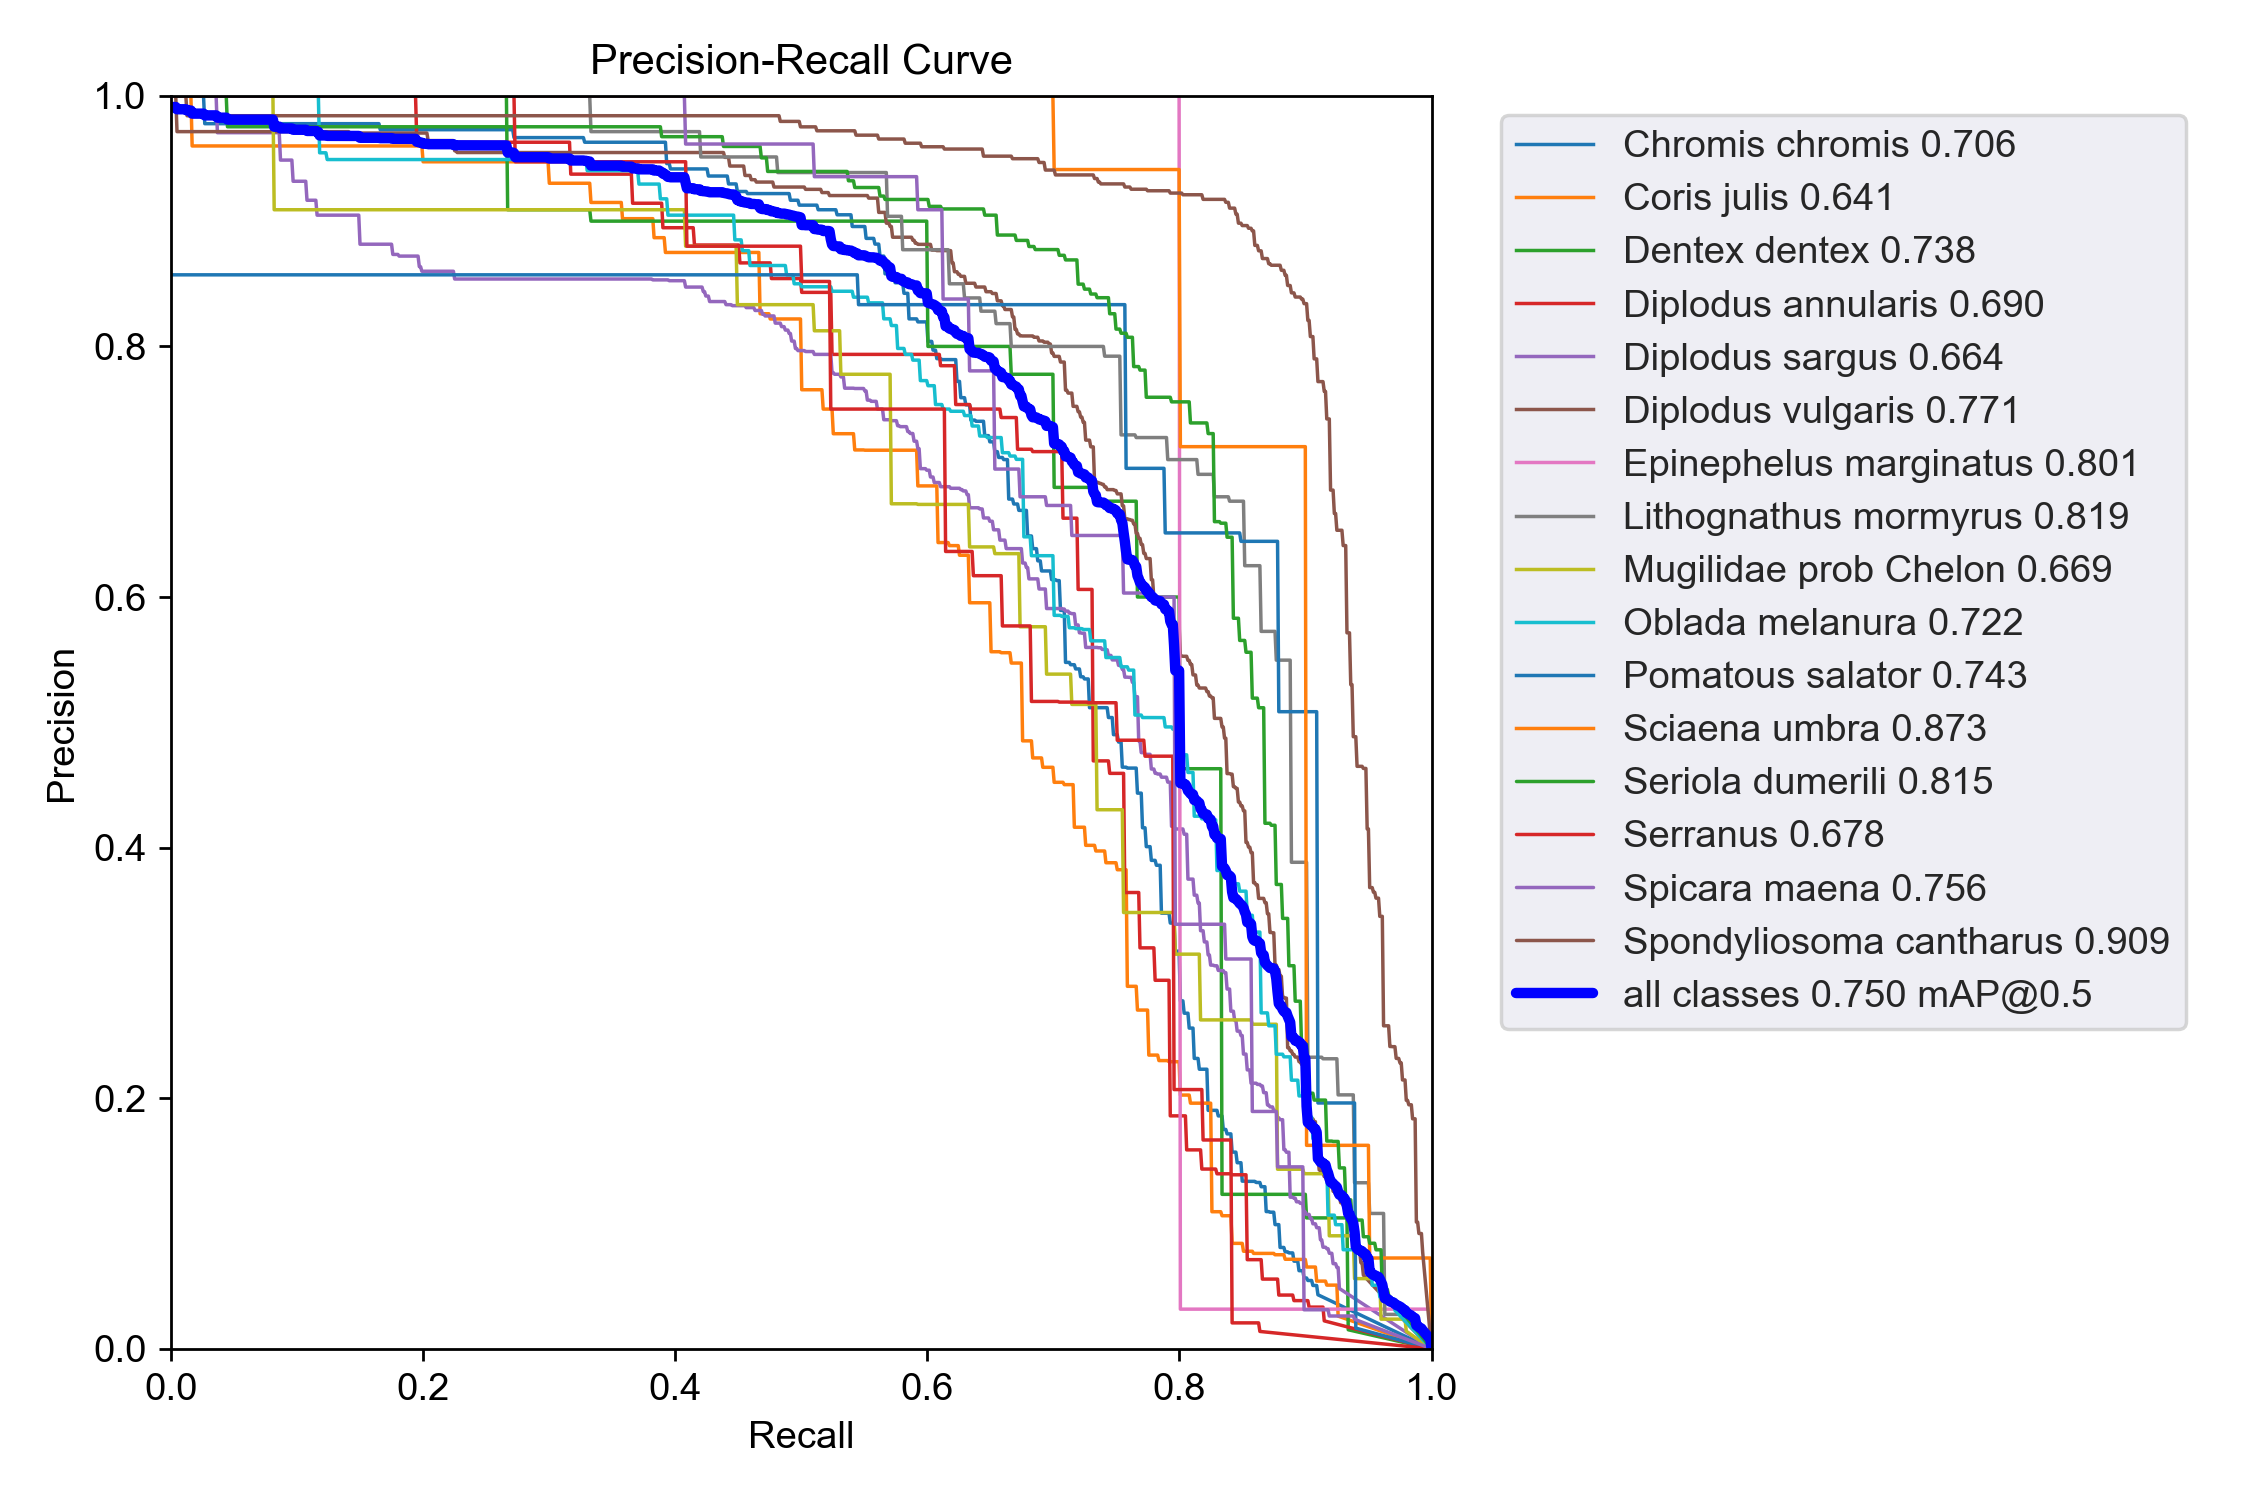 Precision-Recall Curve
1.0
0.8
0.6
0.4
0.2
0.0
Precision
0.0 0.2 0.4 0.6 0.8 1.0
Recall
Chromis chromis 0.706
Coris julis 0.641
Dentex dentex 0.738
Diplodus annularis 0.690
Diplodus sargus 0.664
Diplodus vulgaris 0.771
Epinephelus marginatus 0.801
Lithognathus mormyrus 0.819
Mugilidae prob Chelon 0.669
Oblada melanura 0.722
Pomatous salator 0.743
Sciaena umbra 0.873
Seriola dumerili 0.815
Serranus 0.678
Spicara maena 0.756
Spondyliosoma cantharus 0.909
all classes 0.750 mAP@0.5